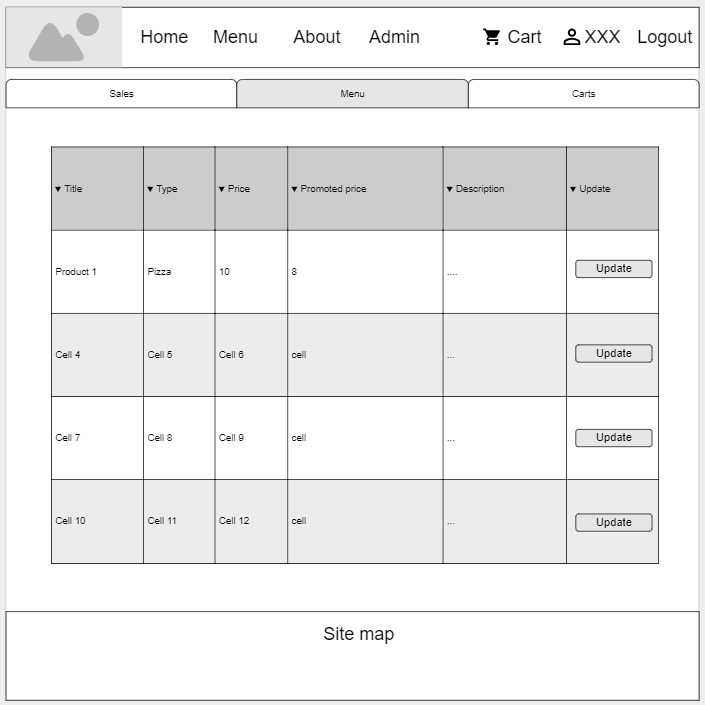 Home Menu About Admin Cart XXX Logout
Sales Menu Carts
▼ Title ▼ Type ▼ Price ▼ Promoted price ▼ Description ▼ Update
Product 1 Pizza 10 8 .... Update
Cell 4 Cell 5 Cell 6 cell ... Update
Cell 7 Cell 8 Cell 9 cell ... Update
Cell 10 Cell 11 Cell 12 cell ... Update
Site map